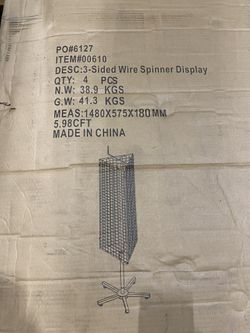 PO#6127
ITEM#00610
DESC:3-Sided Wire Spinner Display
QTY: 4 PCS
N.W: 38.9 KGS
G.W: 41.3 KGS
MEAS:1480X575X180MM
5.98CFT
MADE IN CHINA